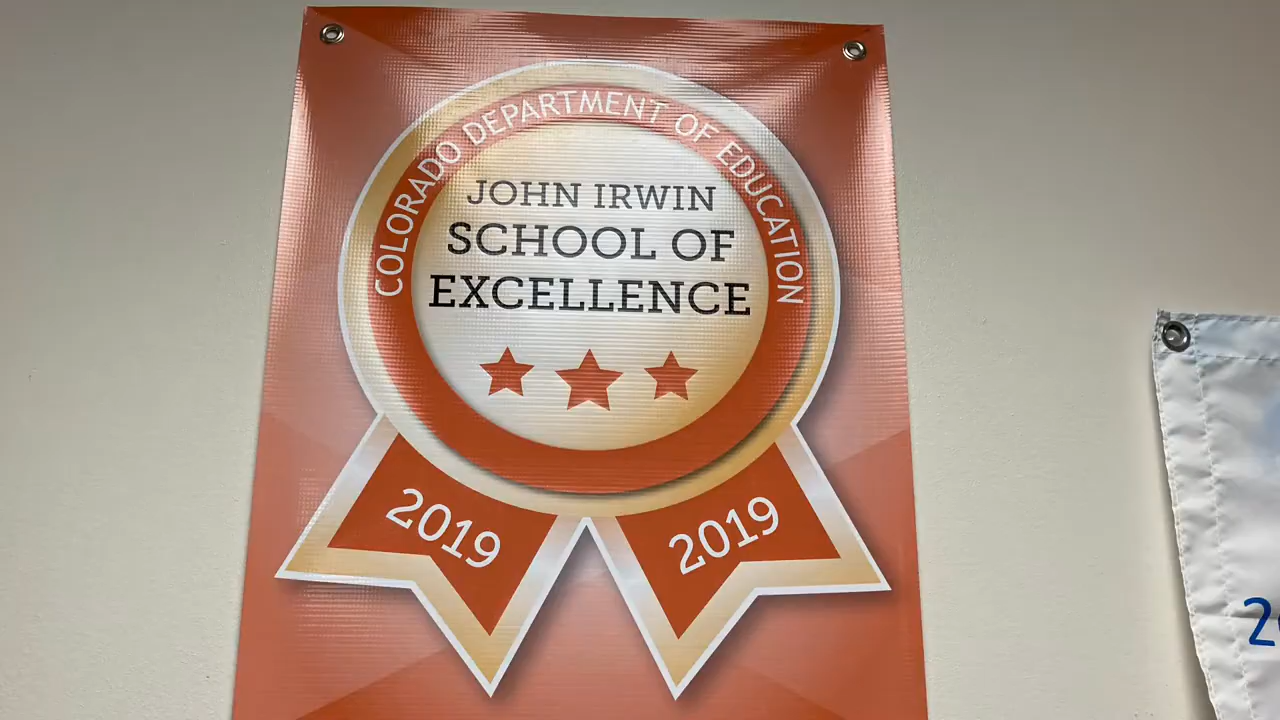 COLORADO DEPARTMENT OF EDUCATION
JOHN IRWIN
SCHOOL OF
EXCELLENCE
2019
2019